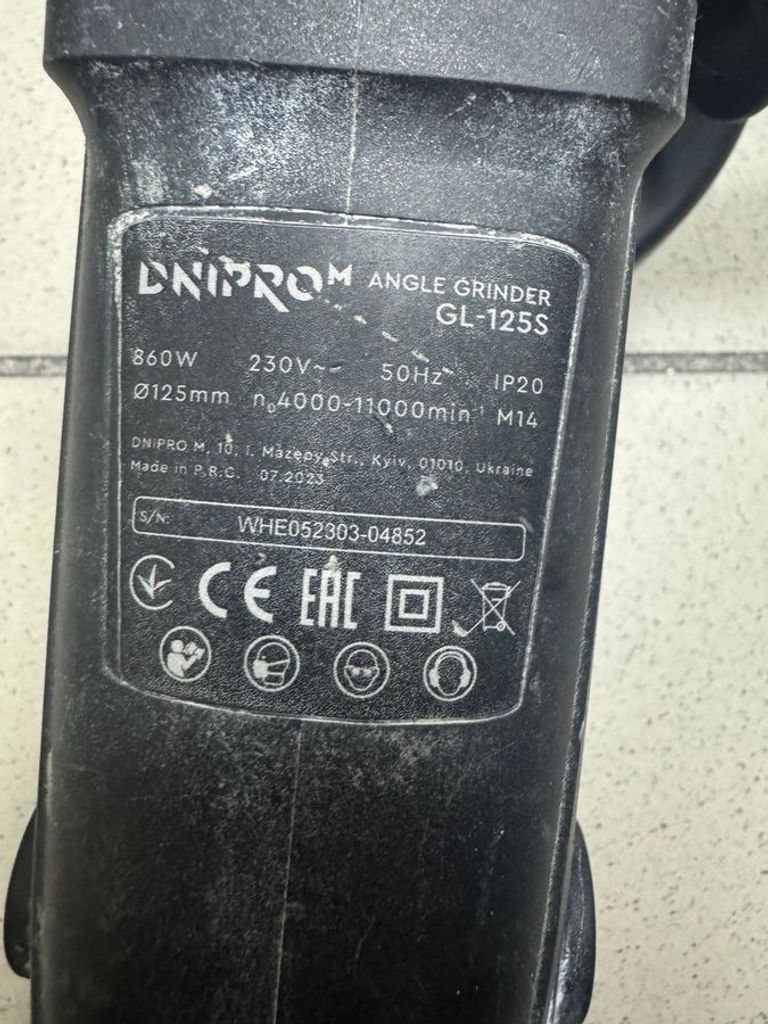 DNIPRO M ANGLE GRINDER
GL-125S
860W 230V~ 50Hz IP20
Ø125mm n₀4000-11000min⁻¹ M14
DNIPRO M, 10, I. Mazepy Str., Kyiv, 01010, Ukraine
Made in P.R.C. 07.2023
S/N: WHE052303-04852
CE EAC